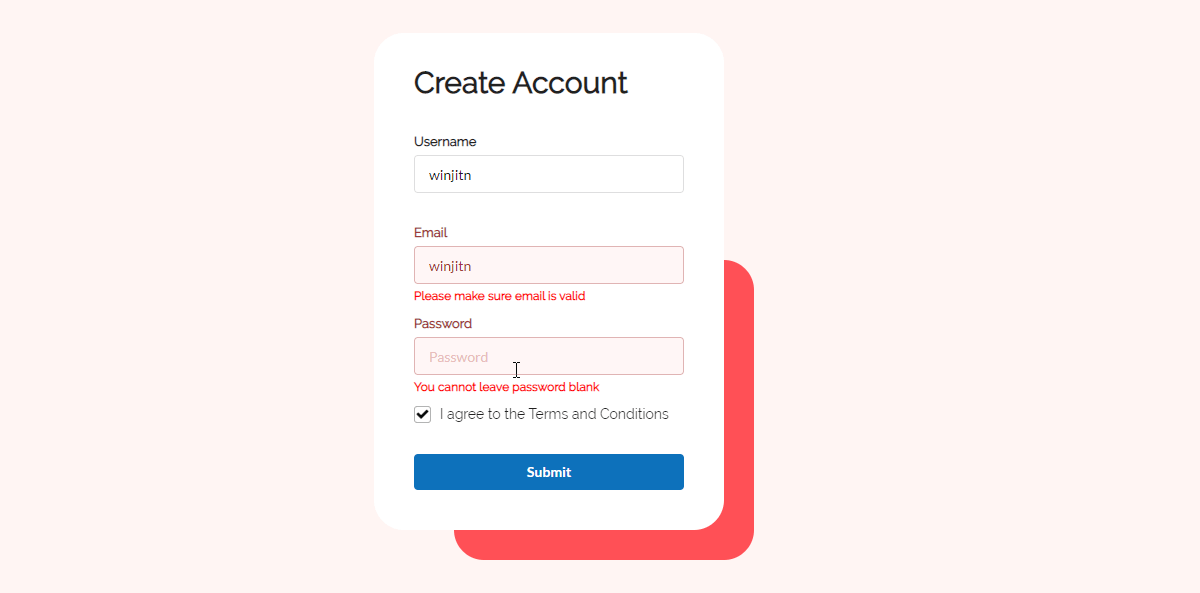 Create Account
Username
winjitn
Email
winjitn
Please make sure email is valid
Password
Password
You cannot leave password blank
I agree to the Terms and Conditions
Submit